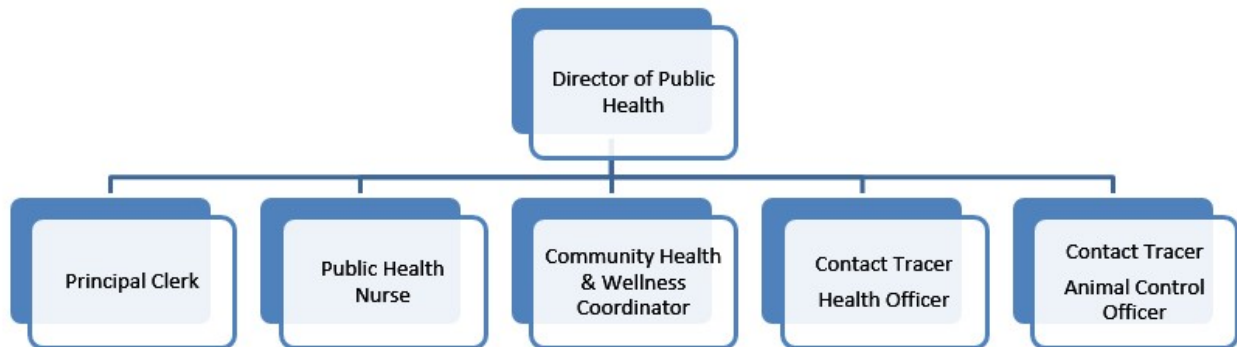 Director of Public
Health
Principal Clerk
Public Health
Nurse
Community Health
& Wellness
Coordinator
Contact Tracer
Health Officer
Contact Tracer
Animal Control
Officer